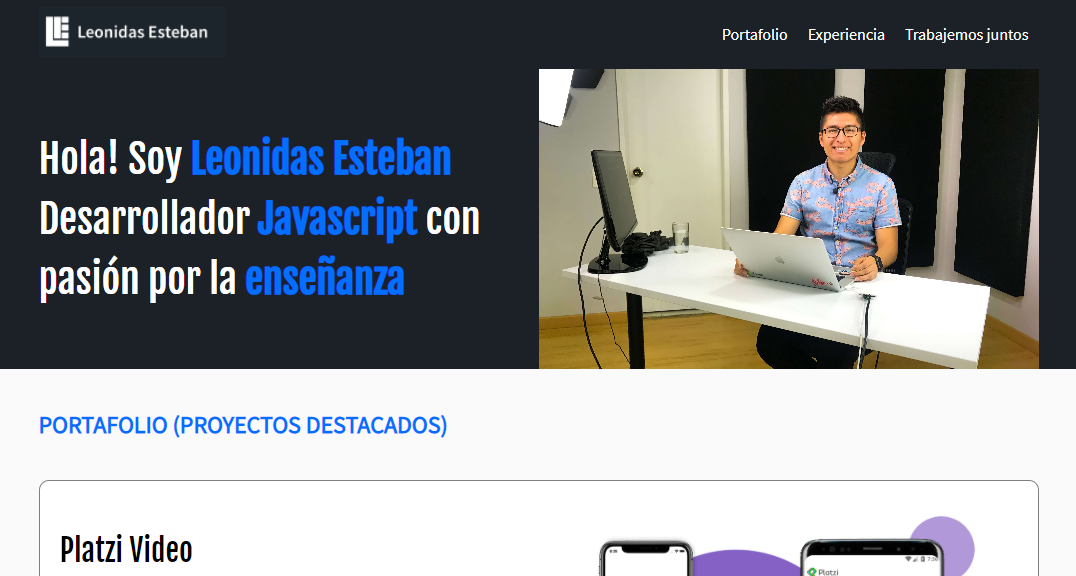 Leonidas Esteban
Portafolio Experiencia Trabajemos juntos
Hola! Soy Leonidas Esteban
Desarrollador Javascript con
pasión por la enseñanza
PORTAFOLIO (PROYECTOS DESTACADOS)
Platzi Video
Platzi